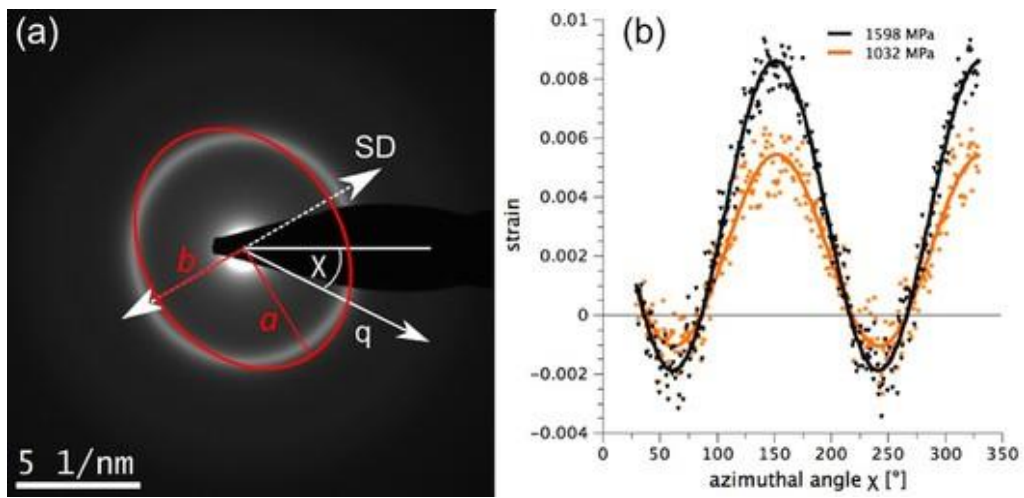 (a)
SD
b
χ
a
q
5 1/nm
(b)
1598 MPa
1032 MPa
0.01
0.008
0.006
0.004
0.002
0
-0.002
-0.004
strain
0 50 100 150 200 250 300 350
azimuthal angle χ [°]